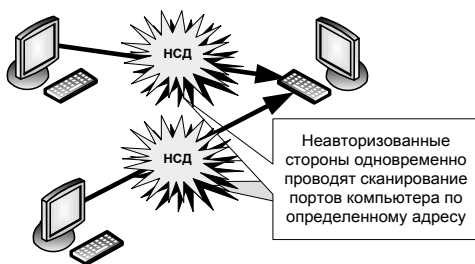 НСД
НСД
Неавторизованные
стороны одновременно
проводят сканирование
портов компьютера по
определенному адресу